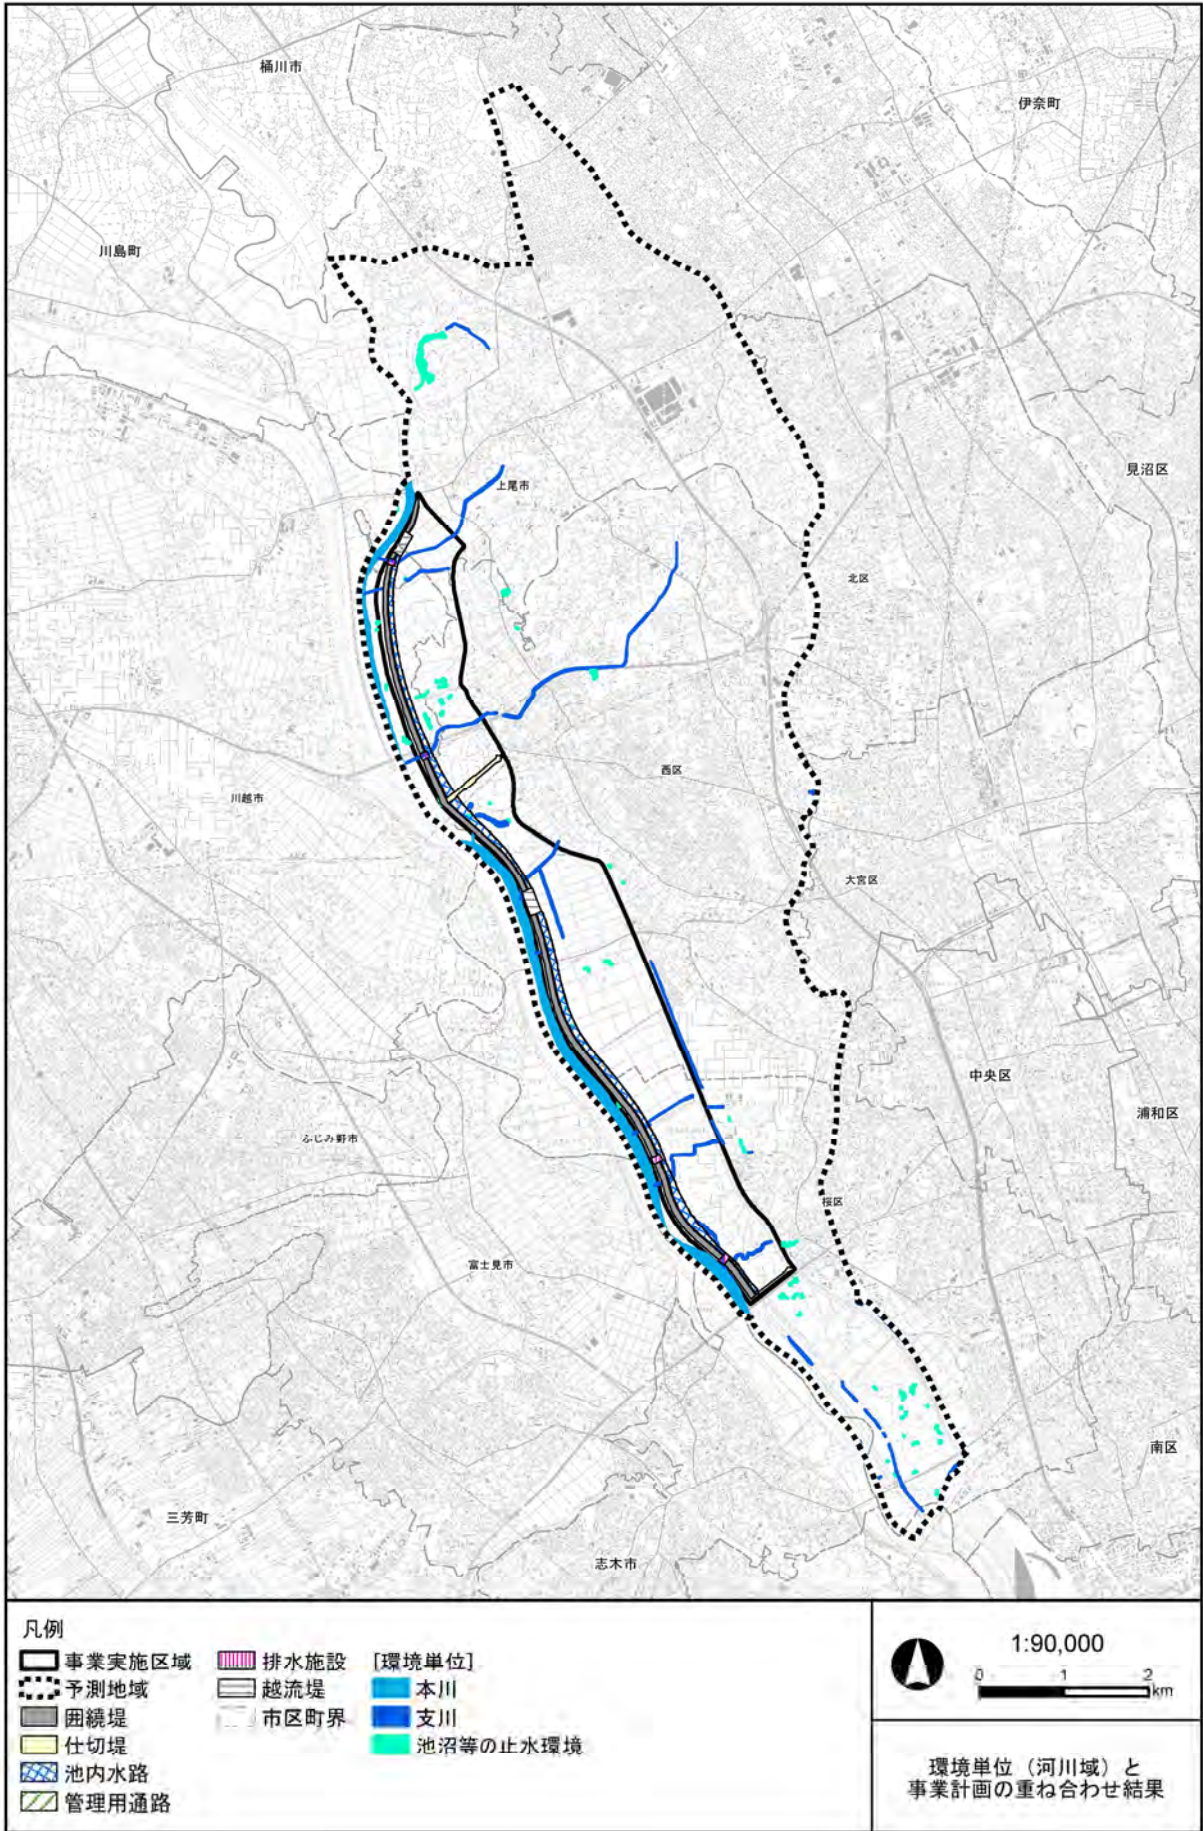 桶川市
伊奈町
川島町
見沼区
上尾市
北区
西区
川越市
大宮区
中央区
浦和区
ふじみ野市
桜区
富士見市
南区
三芳町
志木市
凡例
事業実施区域
予測地域
囲繞堤
仕切堤
池内水路
管理用通路
排水施設
越流堤
市区町界
[環境単位]
本川
支川
池沼等の止水環境
1:90,000
0 1 2
km
環境単位（河川域）と
事業計画の重ね合わせ結果